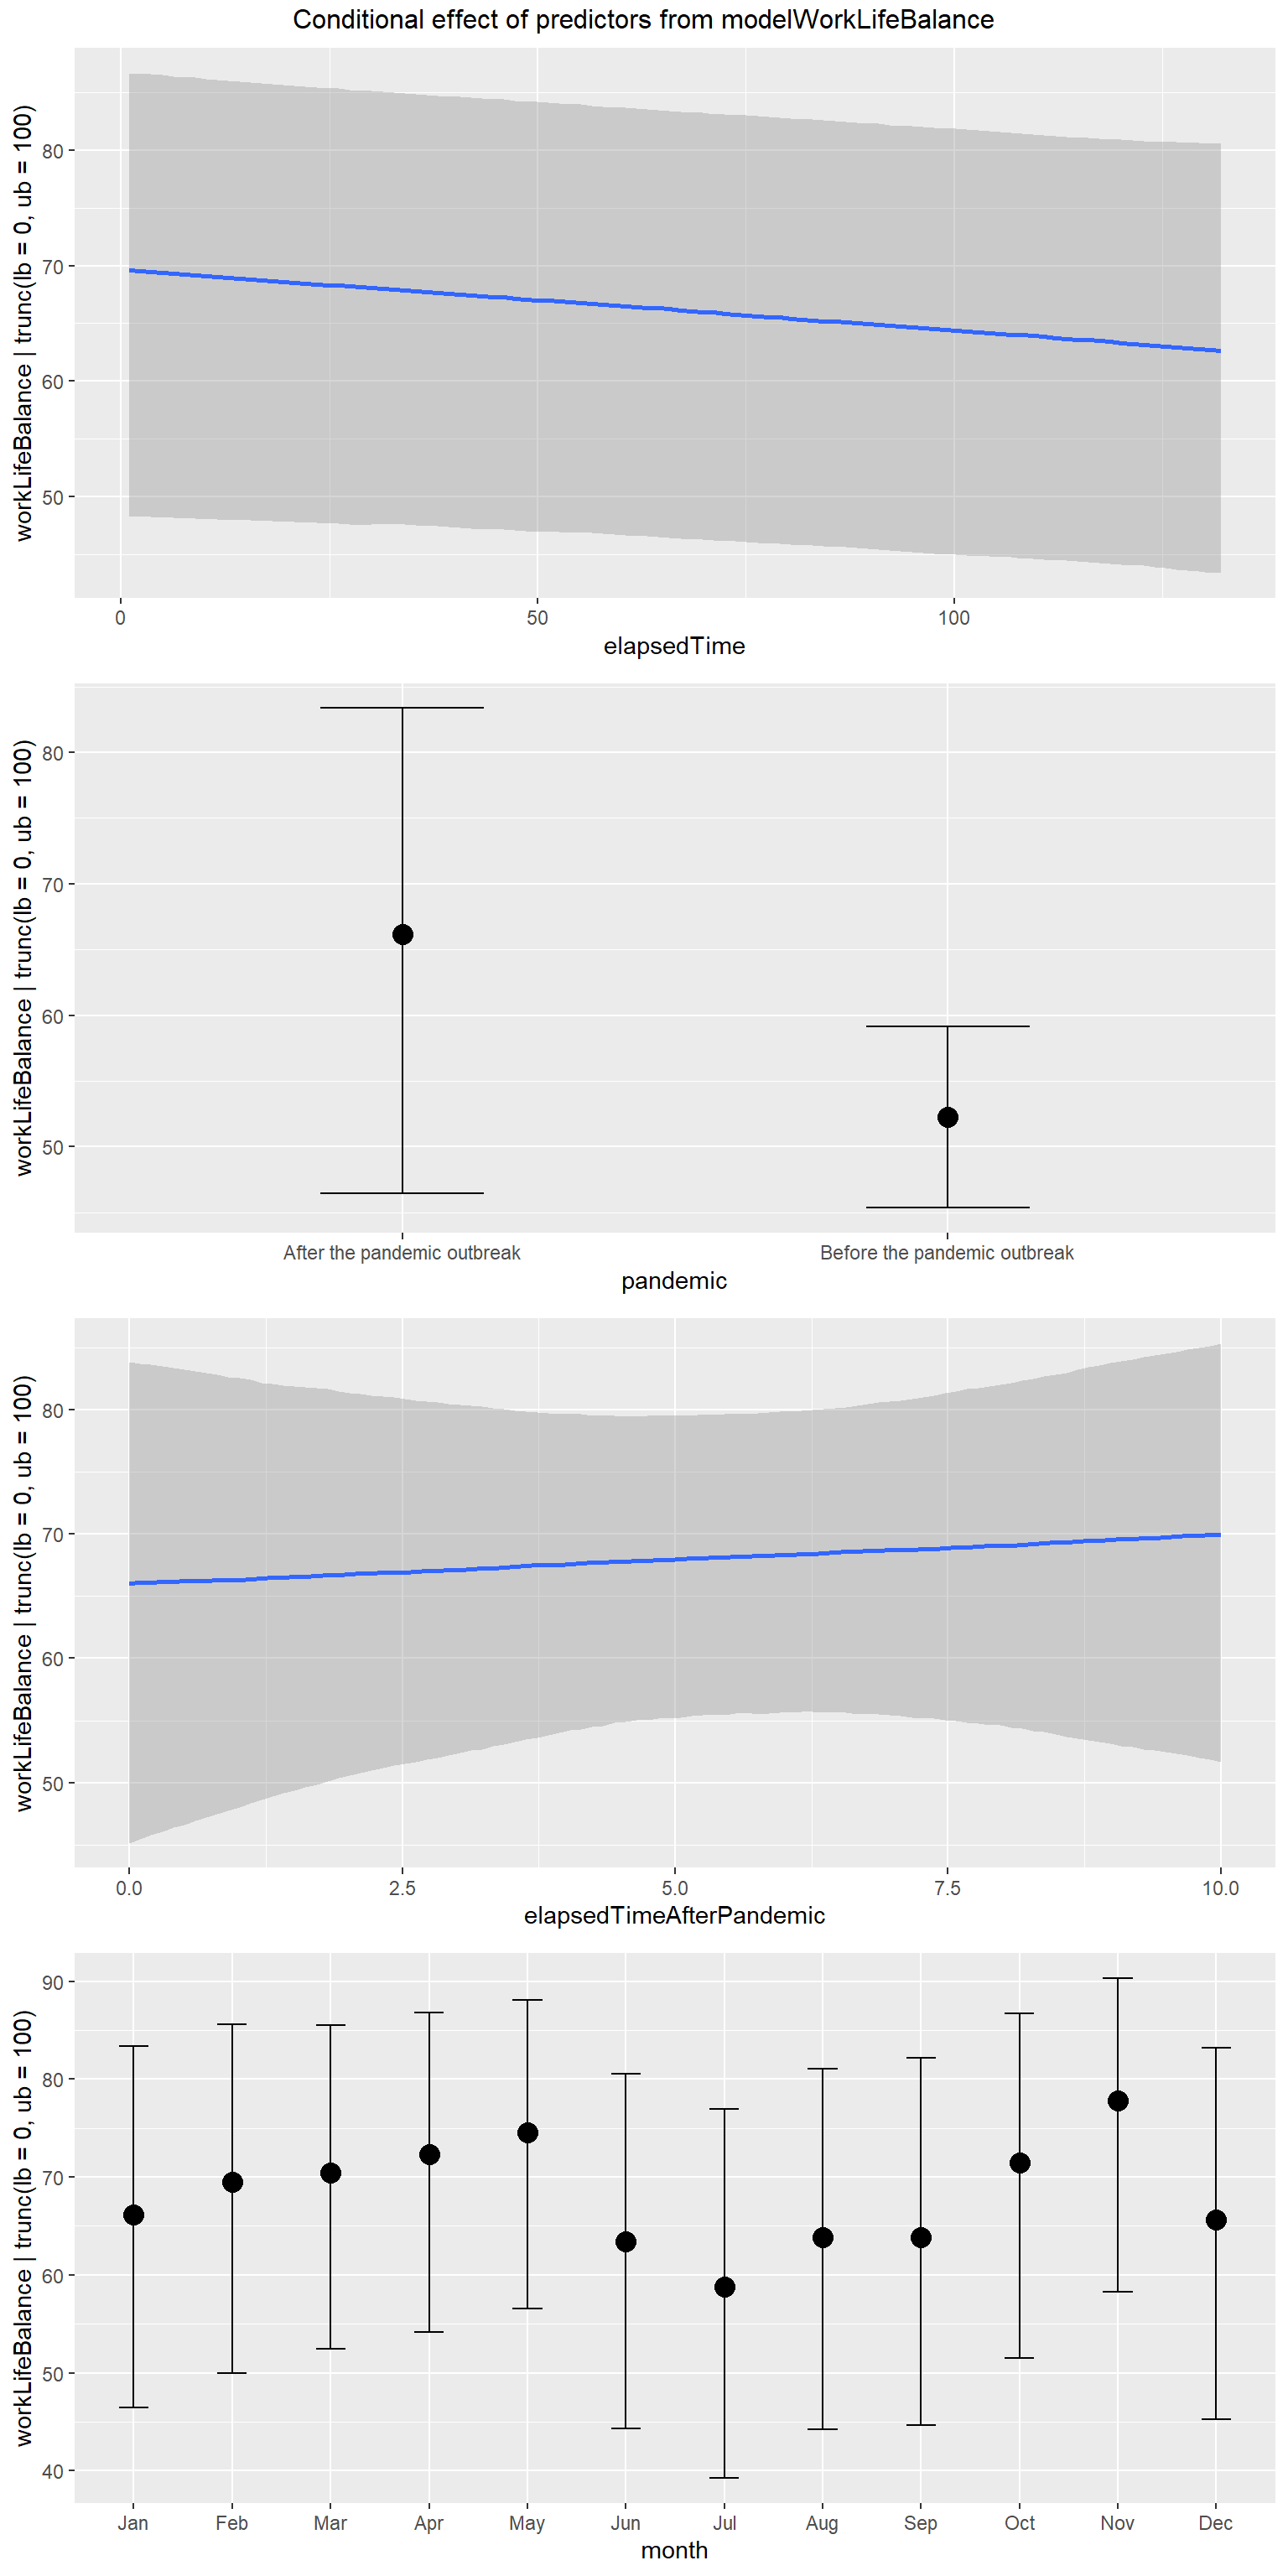 Conditional effect of predictors from modelWorkLifeBalance
workLifeBalance | trunc(lb = 0, ub = 100)
80
70
60
50
0 50 100
elapsedTime
workLifeBalance | trunc(lb = 0, ub = 100)
80
70
60
50
After the pandemic outbreak Before the pandemic outbreak
pandemic
workLifeBalance | trunc(lb = 0, ub = 100)
80
70
60
50
0.0 2.5 5.0 7.5 10.0
elapsedTimeAfterPandemic
workLifeBalance | trunc(lb = 0, ub = 100)
90
80
70
60
50
40
Jan Feb Mar Apr May Jun Jul Aug Sep Oct Nov Dec
month